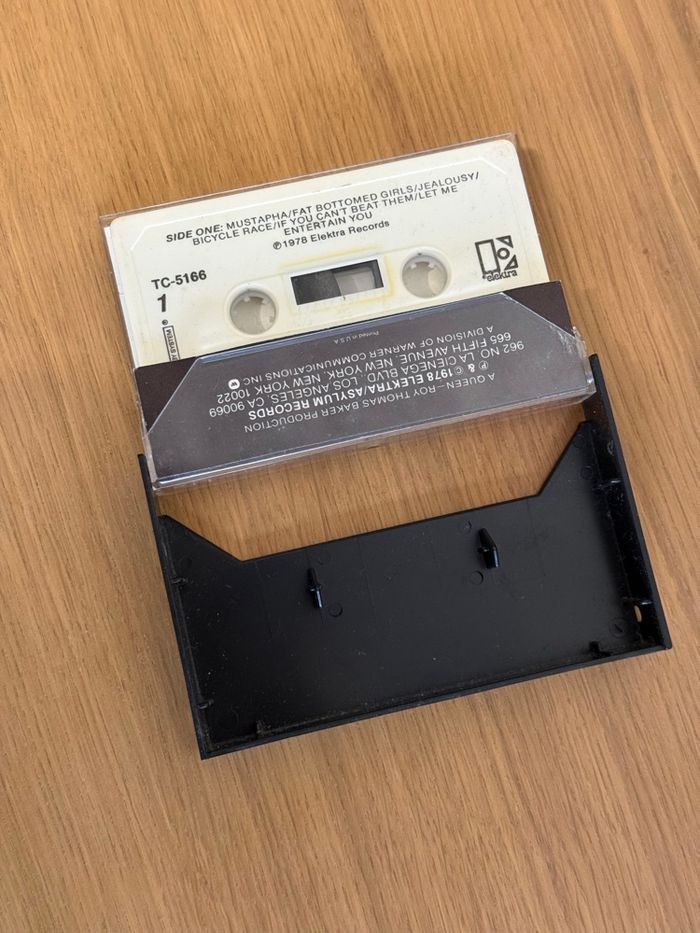 SIDE ONE: MUSTAPHA/FAT BOTTOMED GIRLS/JEALOUSY/
BICYCLE RACE/IF YOU CAN'T BEAT THEM/LET ME
ENTERTAIN YOU
℗1978 Elektra Records
TC-5166
1
elektra
A QUEEN—ROY THOMAS BAKER PRODUCTION
℗ & © 1978 ELEKTRA/ASYLUM RECORDS
962 NO. LA CIENEGA BLVD., LOS ANGELES, CA 90069
665 FIFTH AVENUE, NEW YORK, NEW YORK 10022
A DIVISION OF WARNER COMMUNICATIONS INC.
Printed in U.S.A.